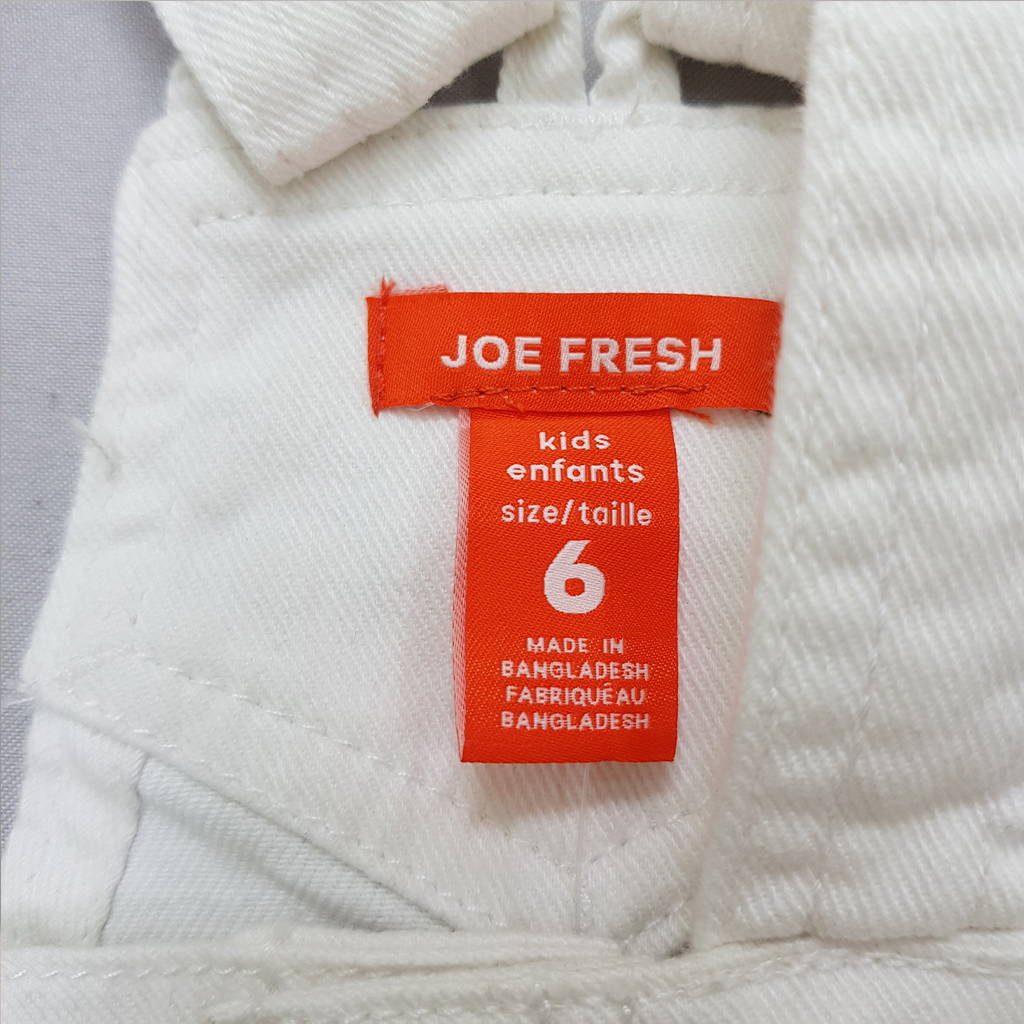 JOE FRESH
kids
enfants
size/taille
6
MADE IN
BANGLADESH
FABRIQUÉAU
BANGLADESH